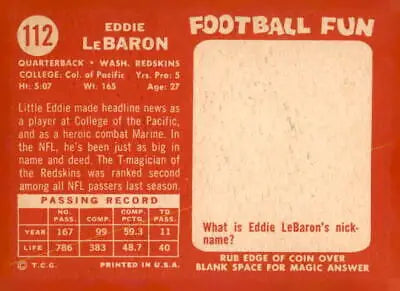 112
EDDIE
LeBARON
QUARTERBACK • WASH. REDSKINS
COLLEGE: Col. of Pacific Yrs. Pro: 5
Ht: 5:07 Wt: 165 Age: 27
Little Eddie made headline news as
a player at College of the Pacific,
and as a heroic combat Marine. In
the NFL, he's been just as big in
name and deed. The T-magician of
the Redskins was ranked second
among all NFL passers last season.
PASSING RECORD
NO. PASS. COMP. COMP. PCTG. TD. PASS.
YEAR 167 99 59.3 11
LIFE 786 383 48.7 40
© T.C.G. PRINTED IN U.S.A.
FOOTBALL FUN
What is Eddie LeBaron's nick-
name?
RUB EDGE OF COIN OVER
BLANK SPACE FOR MAGIC ANSWER